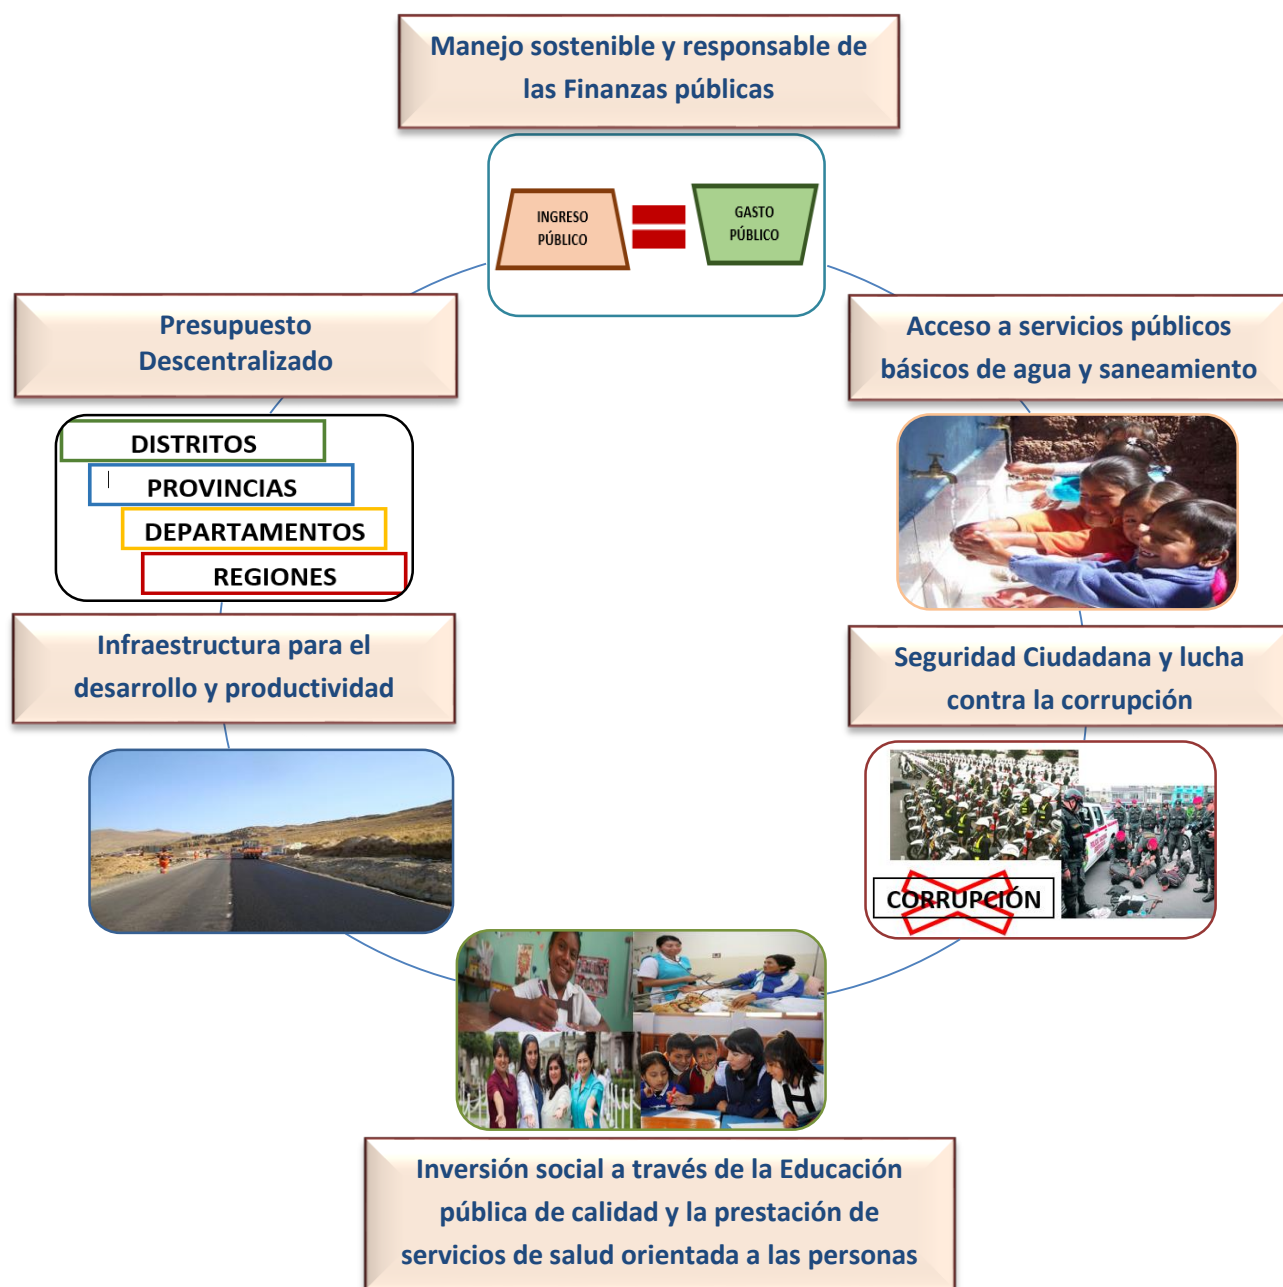 Manejo sostenible y responsable de
las Finanzas públicas
INGRESO
PÚBLICO
GASTO
PÚBLICO
Presupuesto
Descentralizado
DISTRITOS
PROVINCIAS
DEPARTAMENTOS
REGIONES
Acceso a servicios públicos
básicos de agua y saneamiento
Infraestructura para el
desarrollo y productividad
Seguridad Ciudadana y lucha
contra la corrupción
CORRUPCIÓN
Inversión social a través de la Educación
pública de calidad y la prestación de
servicios de salud orientada a las personas